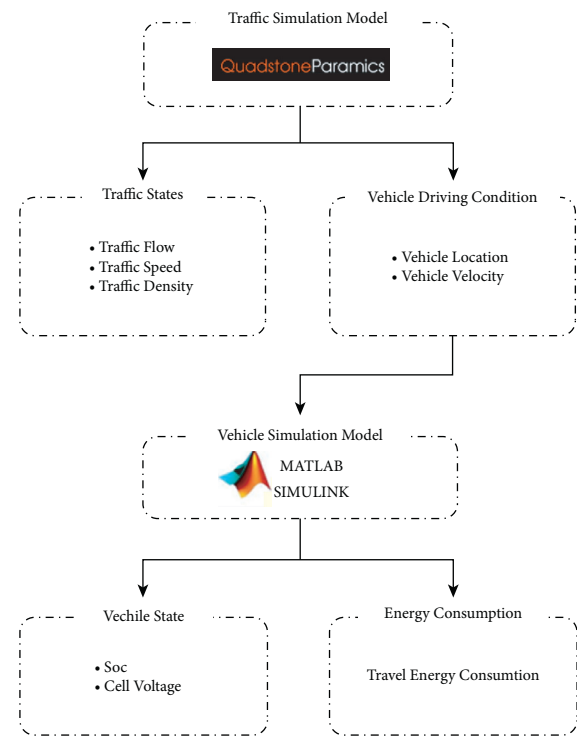 Traffic Simulation Model
QuadstoneParamics
Traffic States
• Traffic Flow
• Traffic Speed
• Traffic Density
Vehicle Driving Condition
• Vehicle Location
• Vehicle Velocity
Vehicle Simulation Model
MATLAB
SIMULINK
Vechile State
• Soc
• Cell Voltage
Energy Consumption
Travel Energy Consumtion